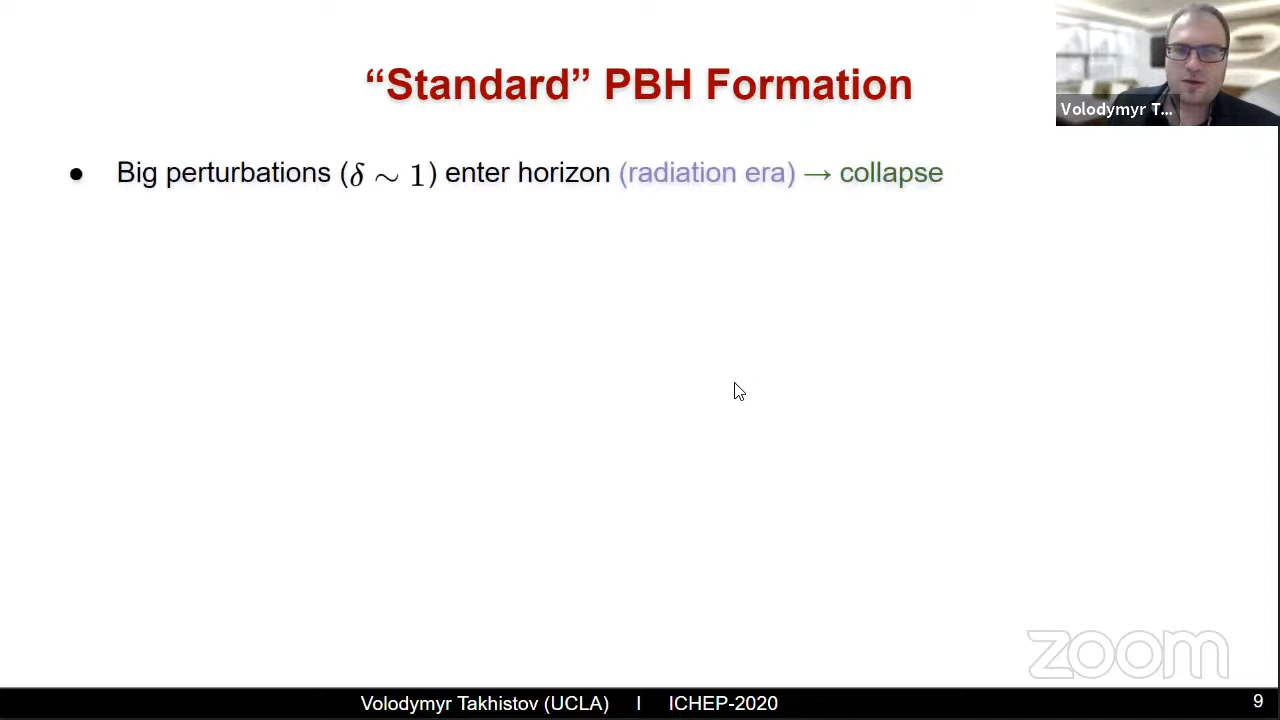 “Standard” PBH Formation
Volodymyr T...
● Big perturbations (δ ∼ 1) enter horizon (radiation era) → collapse
zoom
Volodymyr Takhistov (UCLA) I ICHEP-2020 9